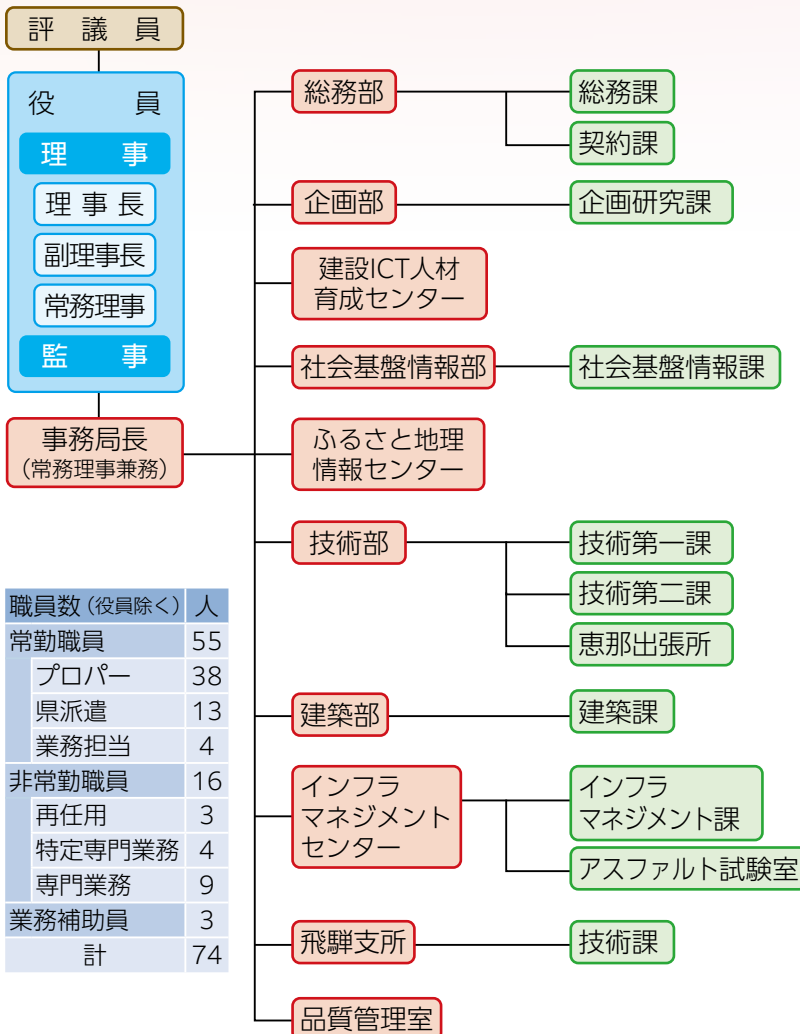 評議員
役員
理事
理事長
副理事長
常務理事
監事
事務局長
(常務理事兼務)
総務部
総務課
契約課
企画部
企画研究課
建設ICT人材
育成センター
社会基盤情報部
社会基盤情報課
ふるさと地理
情報センター
技術部
技術第一課
技術第二課
恵那出張所
建築部
建築課
インフラ
マネジメント
センター
インフラ
マネジメント課
アスファルト試験室
飛騨支所
技術課
品質管理室
職員数(役員除く) 人
常勤職員 55
プロパー 38
県派遣 13
業務担当 4
非常勤職員 16
再任用 3
特定専門業務 4
専門業務 9
業務補助員 3
計 74